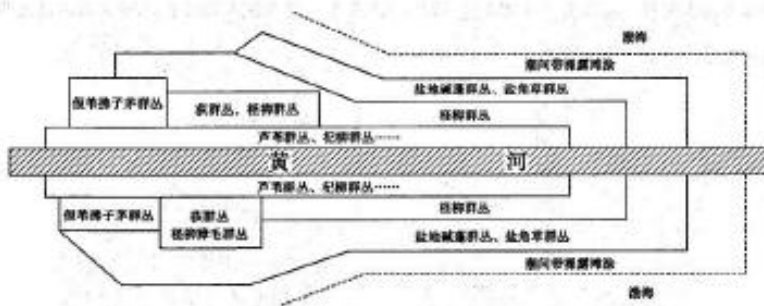 渤海
潮间带裸露滩涂
盐地碱蓬群丛、盐角草群丛
柽柳群丛
假苇拂子茅群丛
荻群丛、柽柳群丛
芦苇群丛、杞柳群丛……
黄 河
芦苇群丛、杞柳群丛……
假苇拂子茅群丛
荻群丛
柽柳獐毛群丛
柽柳群丛
盐地碱蓬群丛、盐角草群丛
潮间带裸露滩涂
渤海